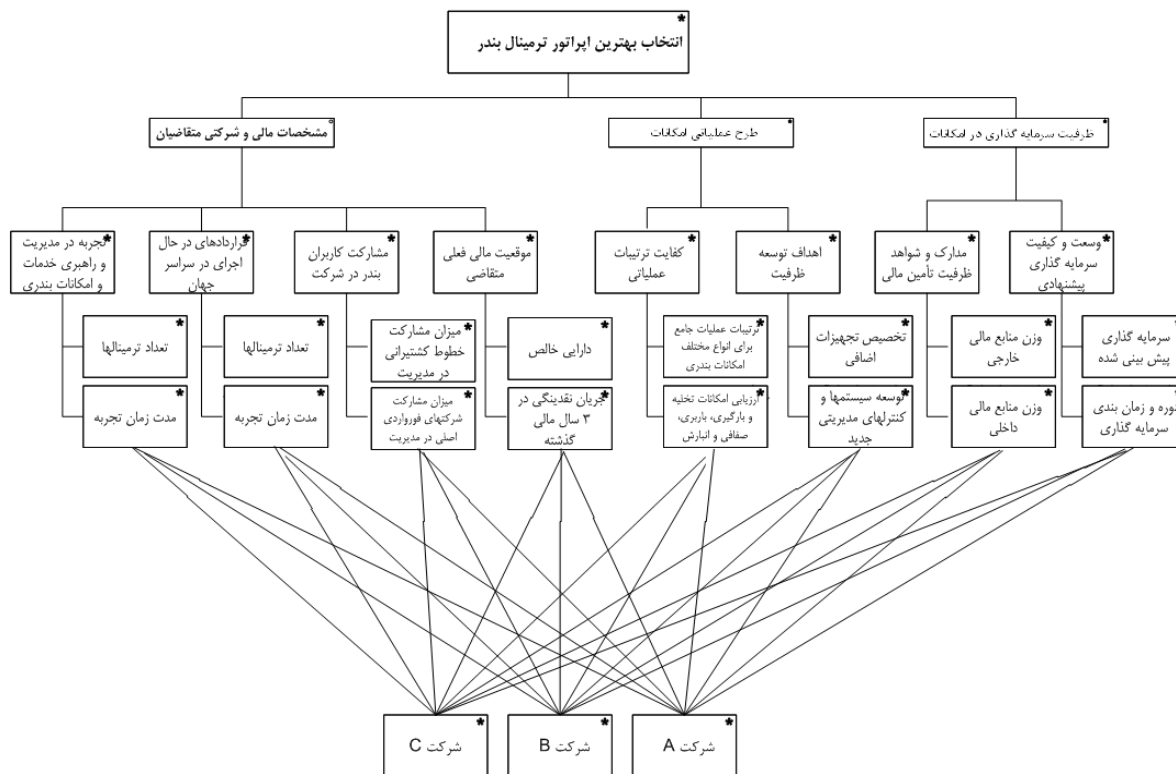 انتخاب بهترین اپراتور ترمینال بندر
ظرفیت سرمایه گذاری در امکانات
طرح عملیاتی امکانات
مشخصات مالی و شرکتی متقاضیان
وسعت و کیفیت
سرمایه گذاری
پیشنهادی
مدارک و شواهد
ظرفیت تأمین مالی
اهداف توسعه
ظرفیت
کفایت ترتیبات
عملیاتی
موقعیت مالی فعلی
متقاضی
مشارکت کاربران
بندر در شرکت
قراردادهای در حال
اجرای در سراسر
جهان
تجربه در مدیریت
و راهبری خدمات
و امکانات بندری
سرمایه گذاری
پیش بینی شده
وزن منابع مالی
خارجی
تخصیص تجهیزات
اضافی
ترتیبات عملیات جامع
برای انواع مختلف
امکانات بندری
دارایی خالص
میزان مشارکت
خطوط کشتیرانی
در مدیریت
تعداد ترمینالها
تعداد ترمینالها
دوره و زمان بندی
سرمایه گذاری
وزن منابع مالی
داخلی
توسعه سیستمها و
کنترلهای مدیریتی
جدید
ارزیابی امکانات تخلیه
و بارگیری، باربری،
صفافی و انبارش
جریان نقدینگی در
۳ سال مالی
گذشته
میزان مشارکت
شرکتهای فورواردی
اصلی در مدیریت
مدت زمان تجربه
مدت زمان تجربه
شرکت A
شرکت B
شرکت C